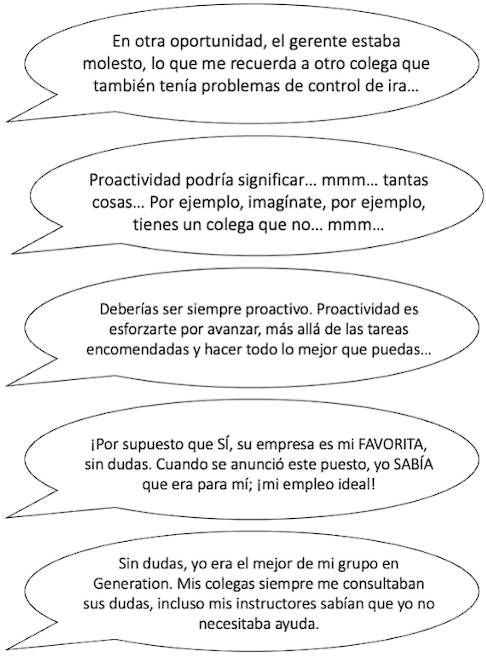 En otra oportunidad, el gerente estaba
molesto, lo que me recuerda a otro colega que
también tenía problemas de control de ira...
Proactividad podría significar... mmm... tantas
cosas... Por ejemplo, imagínate, por ejemplo,
tienes un colega que no... mmm...
Deberías ser siempre proactivo. Proactividad es
esforzarte por avanzar, más allá de las tareas
encomendadas y hacer todo lo mejor que puedas...
¡Por supuesto que SÍ, su empresa es mi FAVORITA,
sin dudas. Cuando se anunció este puesto, yo SABÍA
que era para mí; ¡mi empleo ideal!
Sin dudas, yo era el mejor de mi grupo en
Generation. Mis colegas siempre me consultaban
sus dudas, incluso mis instructores sabían que yo no
necesitaba ayuda.